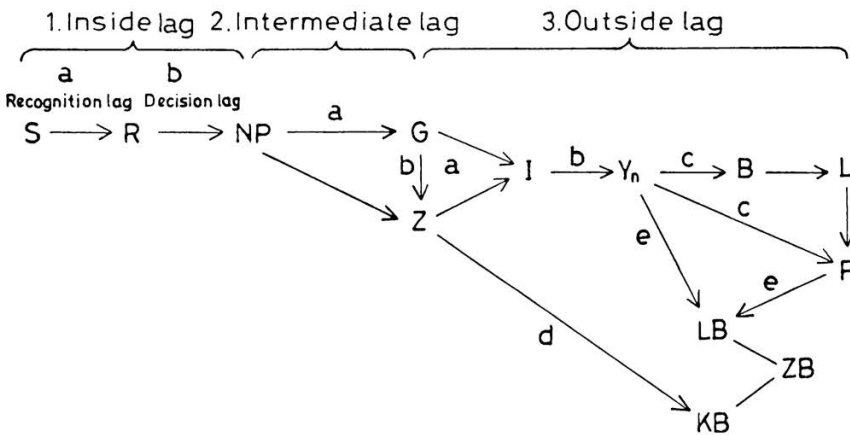 1. Inside lag 2. Intermediate lag 3. Outside lag
a b
Recognition lag Decision lag a
S R NP G
b a I b Yn c B L
Z c
e P
e
LB
d ZB
KB